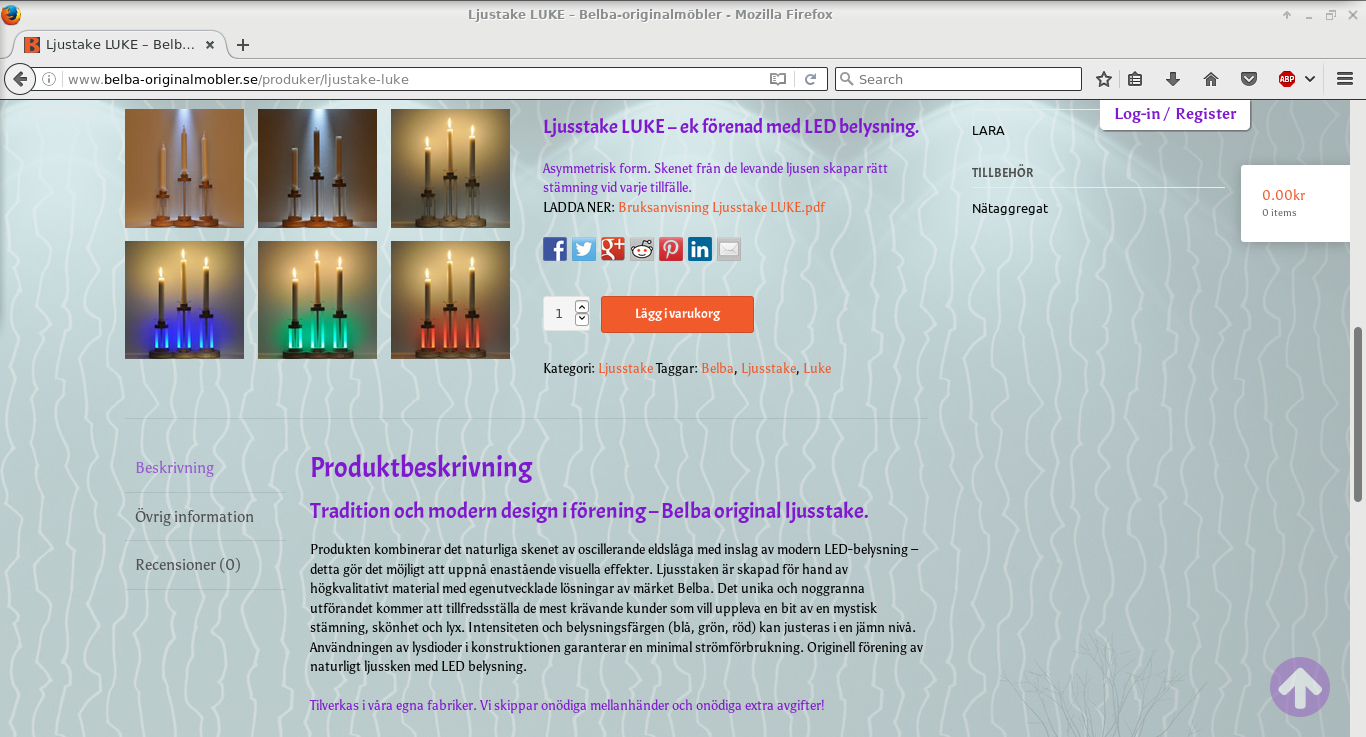 Ljustake LUKE – Belba-originalmöbler - Mozilla Firefox
Ljustake LUKE – Belb...
www.belba-originalmobler.se/produker/ljustake-luke
Search
ABP
Log-in / Register
Ljusstake LUKE – ek förenad med LED belysning.
Asymmetrisk form. Skenet från de levande ljusen skapar rätt
stämning vid varje tillfälle.
LADDA NER: Bruksanvisning Ljusstake LUKE.pdf
1
Lägg i varukorg
Kategori: Ljusstake Taggar: Belba, Ljusstake, Luke
LARA
TILLBEHÖR
Nätaggregat
0.00kr
0 items
Beskrivning
Övrig information
Recensioner (0)
Produktbeskrivning
Tradition och modern design i förening – Belba original ljusstake.
Produkten kombinerar det naturliga skenet av oscillerande eldslåga med inslag av modern LED-belysning –
detta gör det möjligt att uppnå enastående visuella effekter. Ljusstaken är skapad för hand av
högkvalitativt material med egenutvecklade lösningar av märket Belba. Det unika och noggranna
utförandet kommer att tillfredsställa de mest krävande kunder som vill uppleva en bit av en mystisk
stämning, skönhet och lyx. Intensiteten och belysningsfärgen (blå, grön, röd) kan justeras i en jämn nivå.
Användningen av lysdioder i konstruktionen garanterar en minimal strömförbrukning. Originell förening av
naturligt ljussken med LED belysning.
Tilverkas i våra egna fabriker. Vi skippar onödiga mellanhänder och onödiga extra avgifter!